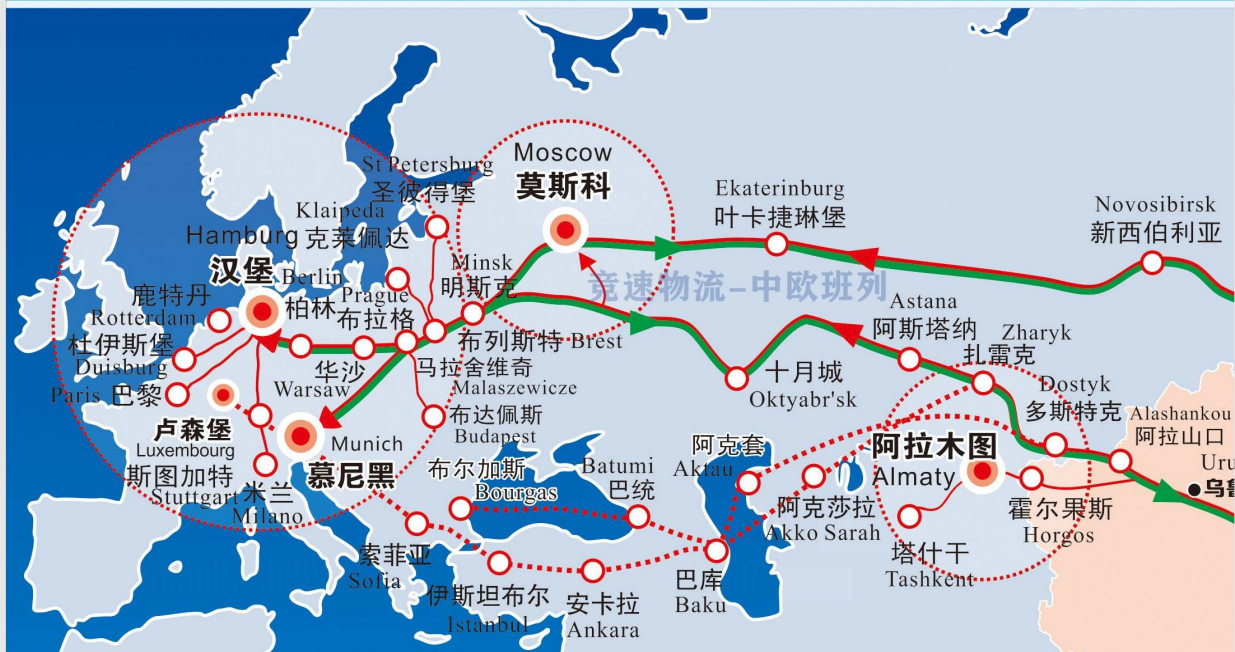 St Petersburg
圣彼得堡
Klaipeda
克莱佩达
Hamburg
汉堡
Berlin
柏林
Prague
布拉格
Minsk
明斯克
Moscow
莫斯科
Ekaterinburg
叶卡捷琳堡
Novosibirsk
新西伯利亚
竞速物流-中欧班列
鹿特丹
Rotterdam
杜伊斯堡
Duisburg
Paris 巴黎
华沙
Warsaw
布列斯特 Brest
马拉舍维奇
Malaszewicze
布达佩斯
Budapest
十月城
Oktyabr'sk
Astana
阿斯塔纳
Zharyk
扎雷克
Dostyk
多斯特克
Alashankou
阿拉山口
Uru
乌鲁
卢森堡
Luxembourg
斯图加特
Stuttgart
米兰
Milano
Munich
慕尼黑
布尔加斯
Bourgas
Batumi
巴统
阿克套
Aktau
阿克莎拉
Akko Sarah
阿拉木图
Almaty
霍尔果斯
Horgos
塔什干
Tashkent
索菲亚
Sofia
伊斯坦布尔
Istanbul
安卡拉
Ankara
巴库
Baku